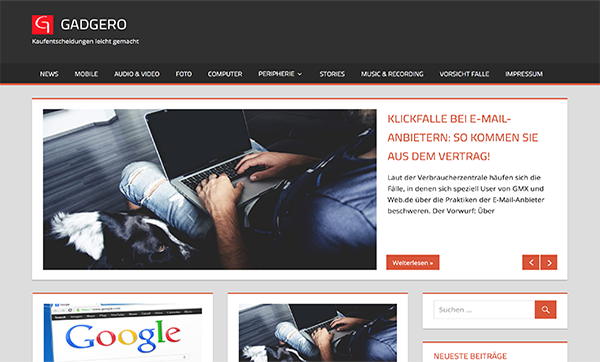 GADGERO
Kaufentscheidungen leicht gemacht
NEWS MOBILE AUDIO & VIDEO FOTO COMPUTER PERIPHERIE STORIES MUSIC & RECORDING VORSICHT FALLE IMPRESSUM
KLICKFALLE BEI E-MAIL-
ANBIETERN: SO KOMMEN SIE
AUS DEM VERTRAG!
Laut der Verbraucherzentrale häufen sich die
Fälle, in denen sich speziell User von GMX und
Web.de über die Praktiken der E-Mail-Anbieter
beschweren. Der Vorwurf: Über
Weiterlesen »
Google
Suchen ...
NEUESTE BEITRÄGE